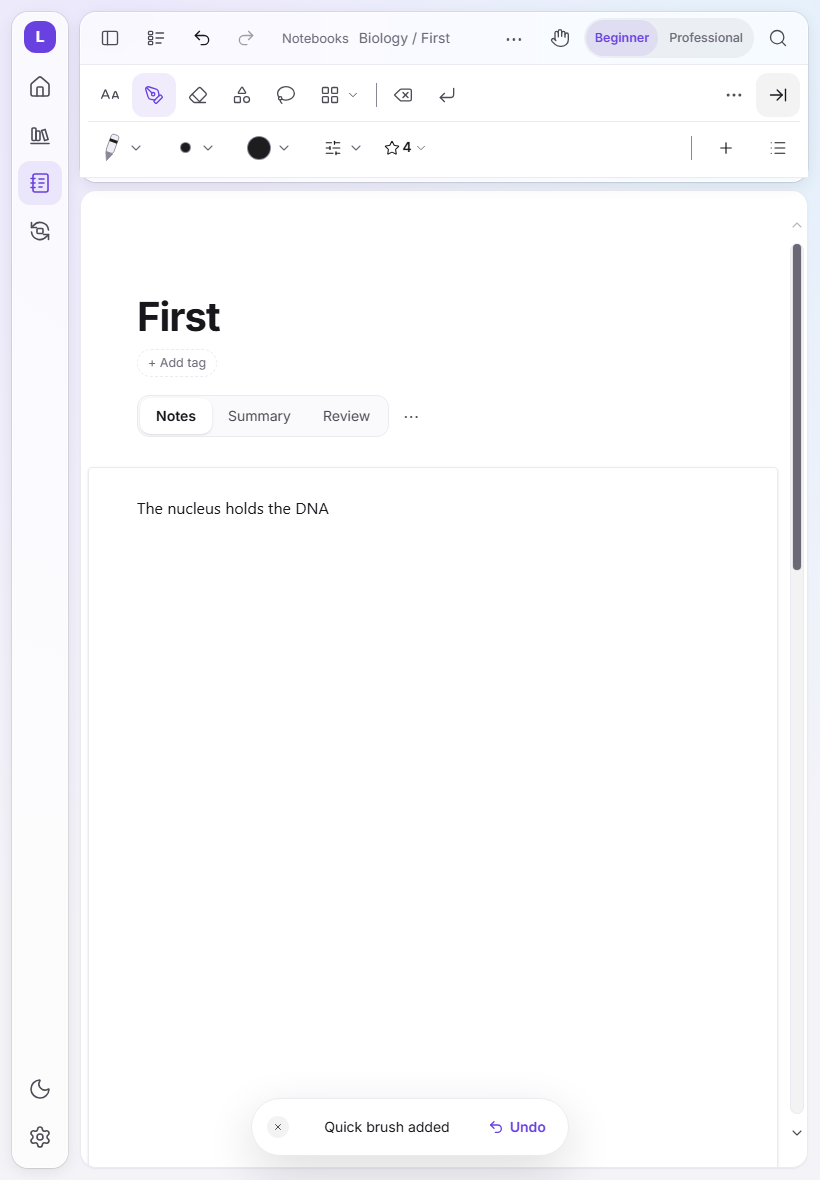 L
Notebooks Biology / First
Beginner Professional
AA
4
First
+ Add tag
Notes Summary Review
The nucleus holds the DNA
Quick brush added Undo